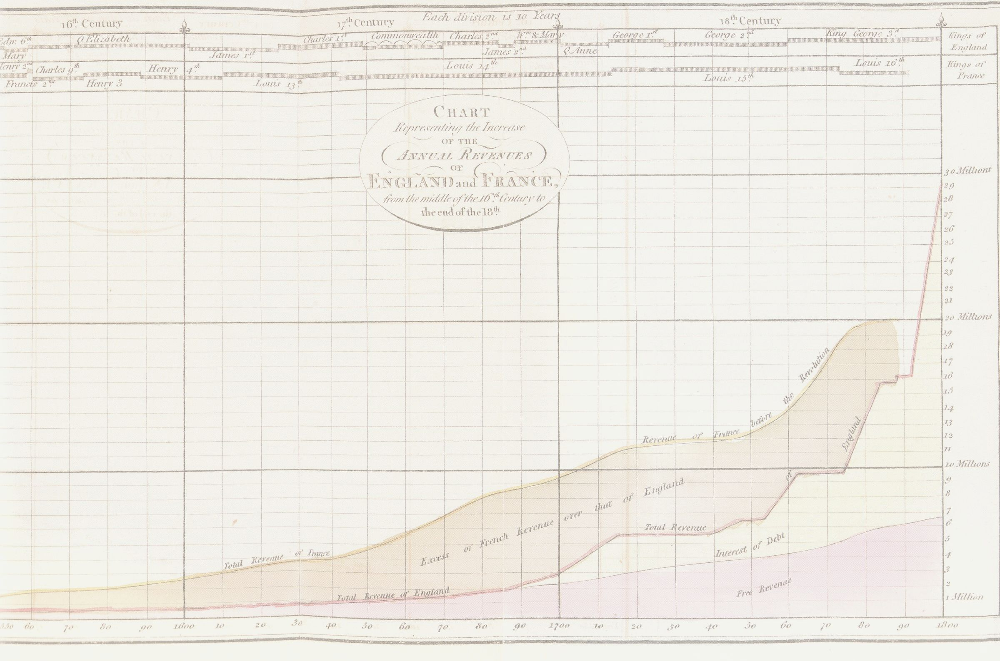 16th Century
17th Century
Each division is 10 Years
18th Century
Edw. 6th
Q. Elizabeth
Charles 1st
Commonwealth
Charles 2nd
Wm & Mary
George 1st
George 2nd
King George 3d
Kings of
England
Mary
James 1st
James 2nd
Q. Anne
Henry 2nd
Charles 9th
Henry 4th
Louis 14th
Louis 16th
Kings of
France
Francis 2nd
Henry 3
Louis 13th
Louis 15th
CHART
Representing the Increase
OF THE
ANNUAL REVENUES
OF
ENGLAND and FRANCE,
from the middle of the 16th Century to
the end of the 18th
30 Millions
29
28
27
26
25
24
23
22
21
20 Millions
19
18
17
16
15
14
13
12
11
10 Millions
9
8
7
6
5
4
3
2
1 Million
Revenue of France before the Revolution
Excess of French Revenue over that of England
Total Revenue of England
Total Revenue of France
Interest of Debt
Total Revenue of England
Free Revenue
550 60 70 80 90 1600 10 20 30 40 50 60 70 80 90 1700 10 20 30 40 50 60 70 80 90 1800